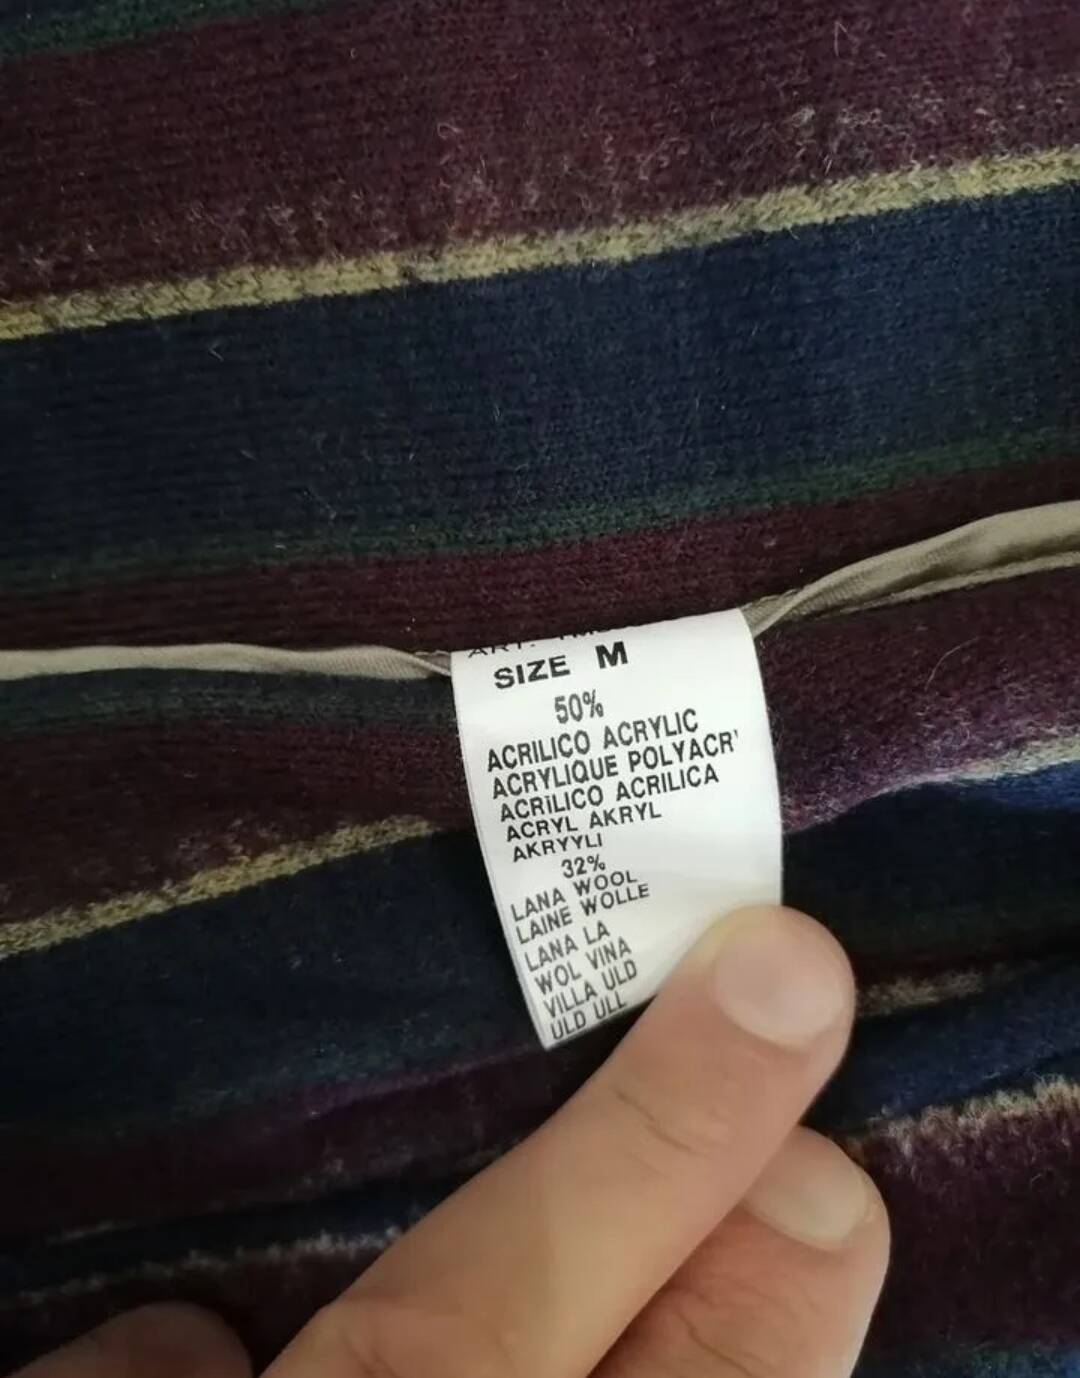 ART.
SIZE M
50%
ACRILICO ACRYLIC
ACRYLIQUE POLYACR
ACRILICO ACRILICA
ACRYL AKRYL
AKRYYLI
32%
LANA WOOL
LAINE WOLLE
LANA LA
WOL VINA
VILLA ULD
ULD ULL